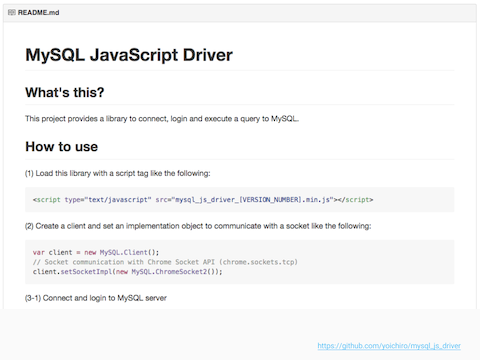 README.md
MySQL JavaScript Driver
What's this?
This project provides a library to connect, login and execute a query to MySQL.
How to use
(1) Load this library with a script tag like the following:
<script type="text/javascript" src="mysql_js_driver_[VERSION_NUMBER].min.js"></script>
(2) Create a client and set an implementation object to communicate with a socket like the following:
var client = new MySQL.Client();
// Socket communication with Chrome Socket API (chrome.sockets.tcp)
client.setSocketImpl(new MySQL.ChromeSocket2());
(3-1) Connect and login to MySQL server
https://github.com/yoichiro/mysql_js_driver